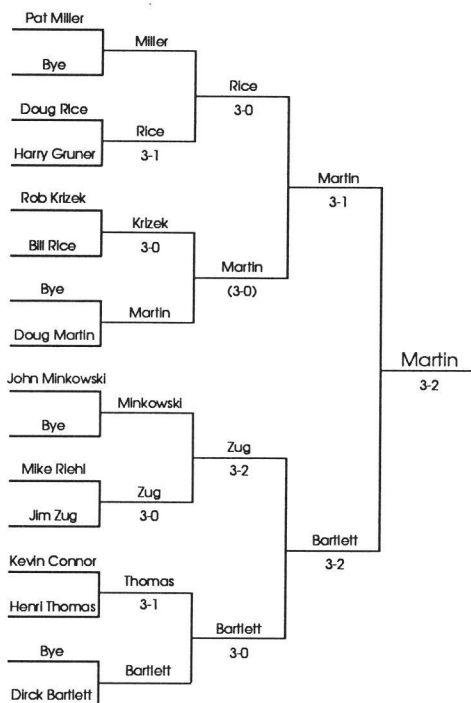 Pat Miller
Bye
Doug Rice
Harry Gruner
Rob Krizek
Bill Rice
Bye
Doug Martin
John Minkowski
Bye
Mike Riehl
Jim Zug
Kevin Connor
Henri Thomas
Bye
Dirck Bartlett
Miller
Rice
3-1
Krizek
3-0
Martin
Minkowski
Zug
3-0
Thomas
3-1
Bartlett
Rice
3-0
Martin
(3-0)
Zug
3-2
Bartlett
3-0
Martin
3-1
Bartlett
3-2
Martin
3-2